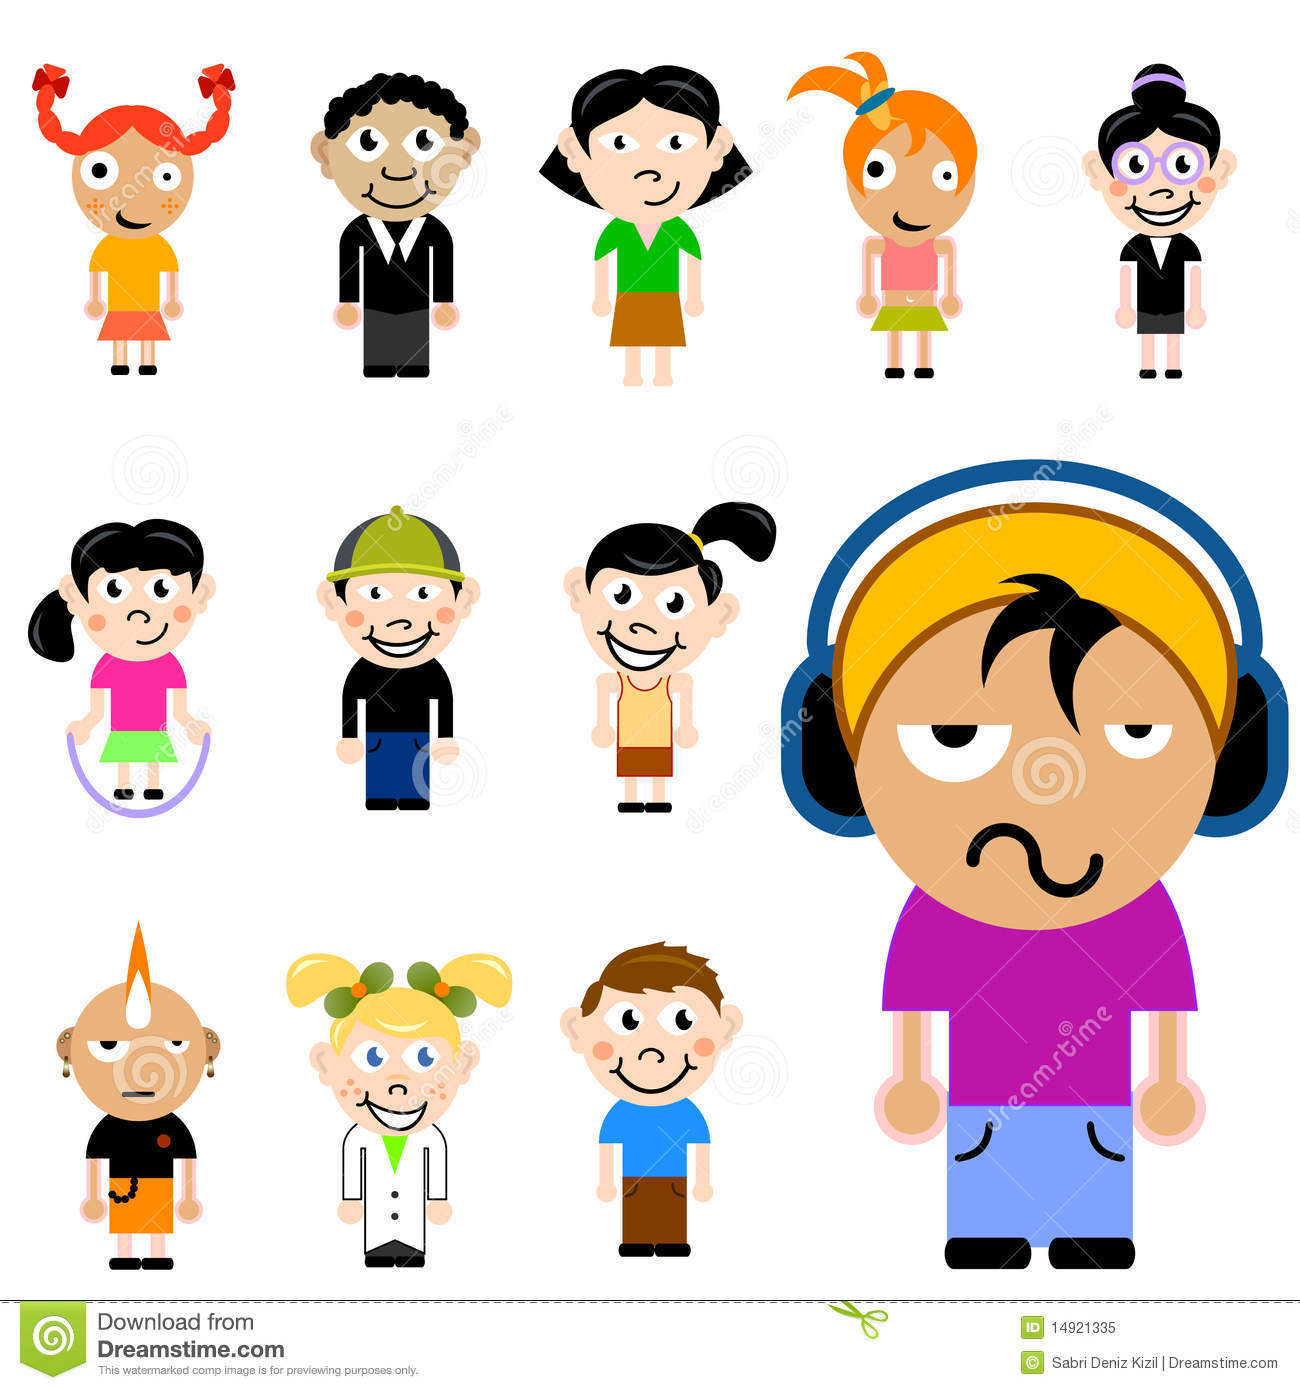 Download from
Dreamstime.com
This watermarked comp image is for previewing purposes only.
ID 14921335
© Sabri Deniz Kizil | Dreamstime.com
dreamstime